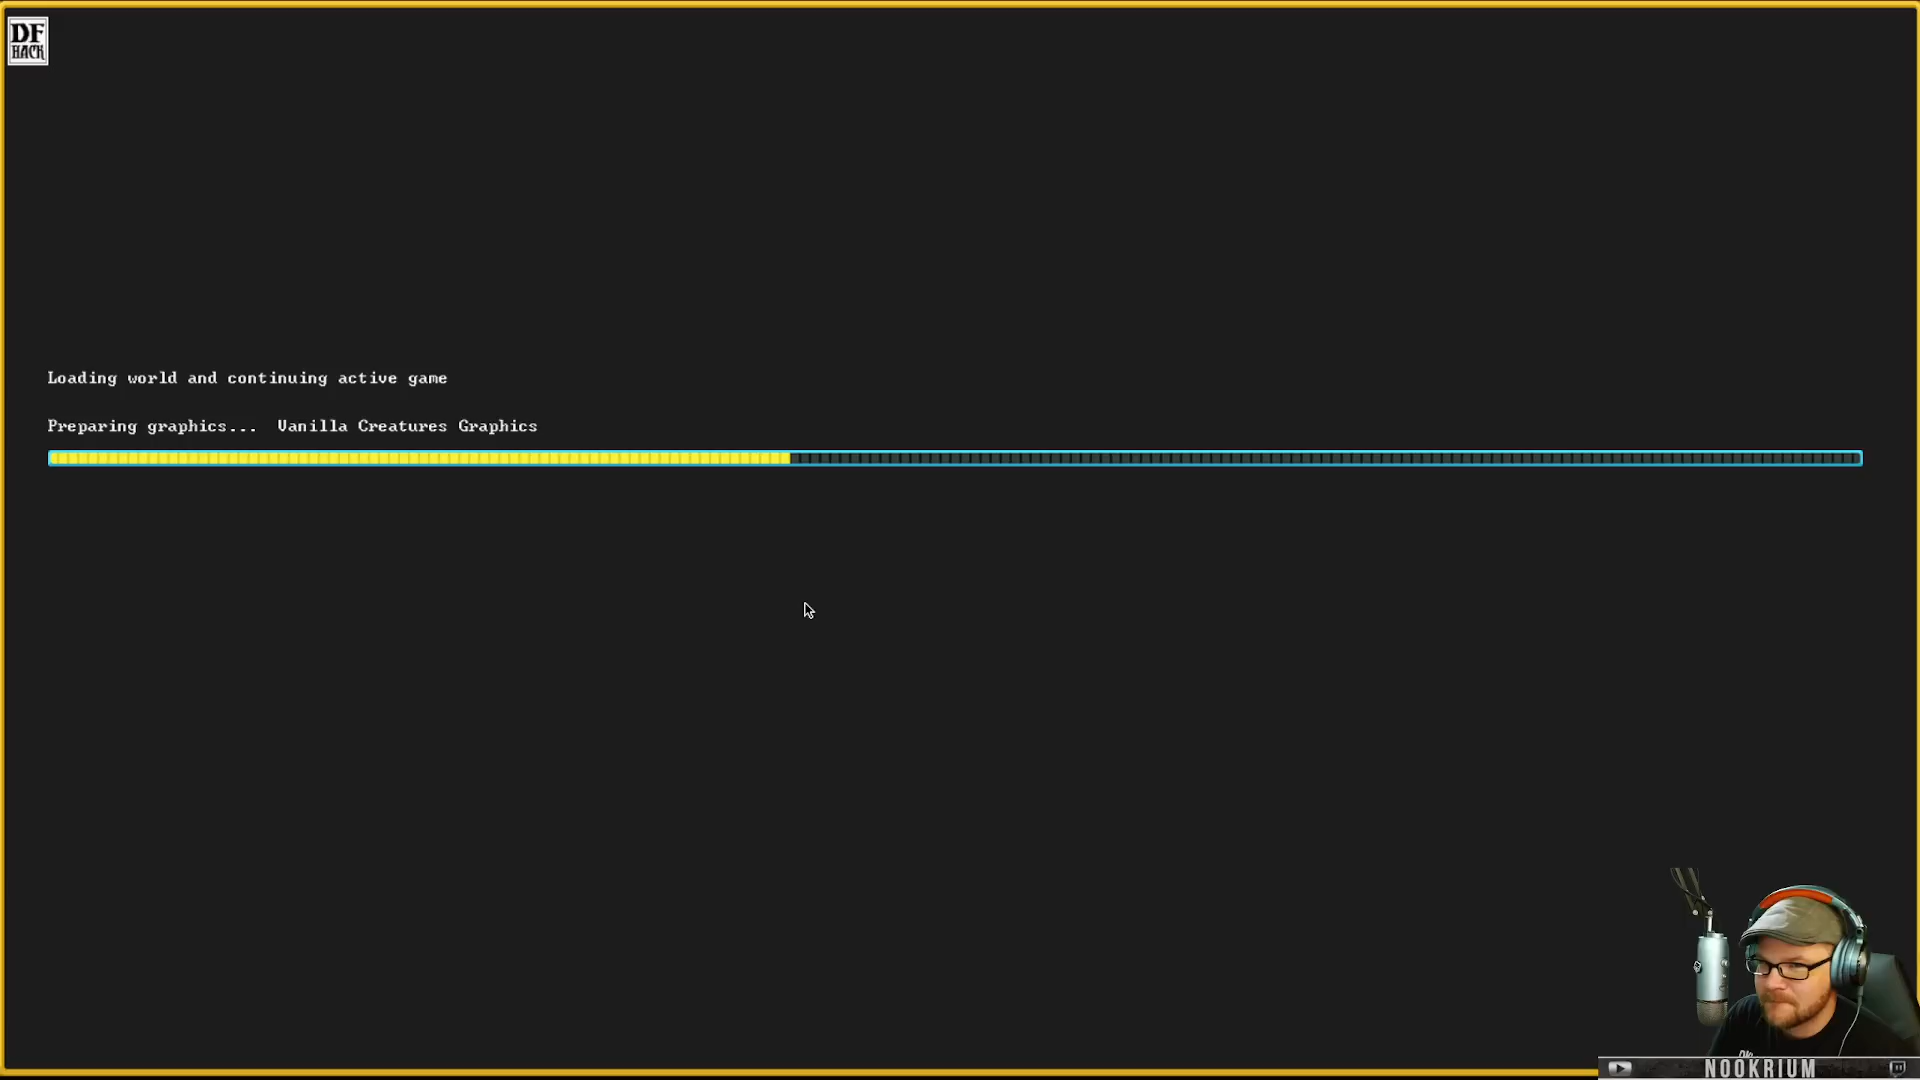 DF
HACK
Loading world and continuing active game
Preparing graphics... Vanilla Creatures Graphics
NOOKRIUM